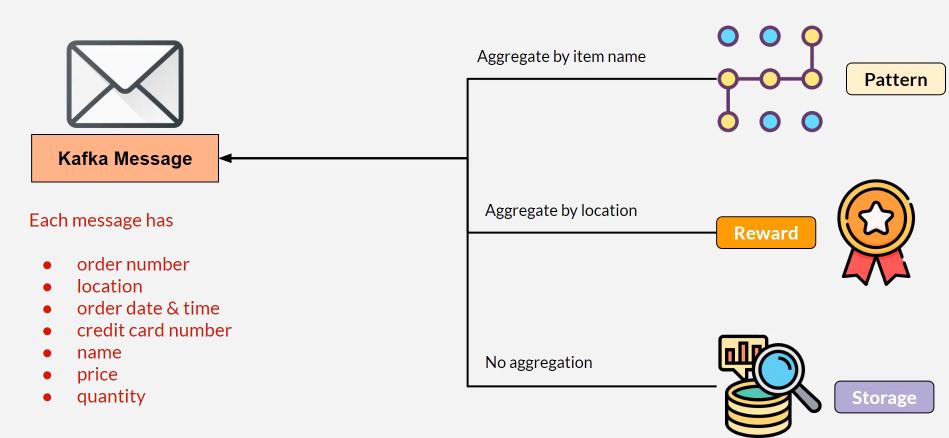 Aggregate by item name
Pattern
Kafka Message
Each message has
● order number
● location
● order date & time
● credit card number
● name
● price
● quantity
Aggregate by location
Reward
No aggregation
Storage